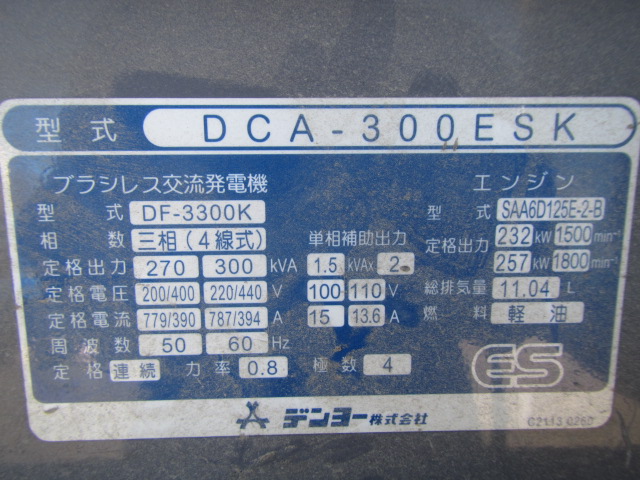 型式 DCA-300ESK
ブラシレス交流発電機 エンジン
型式 DF-3300K 型式 SAA6D125E-2-B
相数 三相(4線式) 単相補助出力 定格出力 232 kW 1500 min⁻¹
定格出力 270 300 kVA 1.5 kVA× 2 257 kW 1800 min⁻¹
定格電圧 200/400 220/440 V 100 110 V 総排気量 11.04 L
定格電流 779/390 787/394 A 15 13.6 A 燃料 軽油
周波数 50 60 Hz
定格 連続 力率 0.8 極数 4 ES
デンヨー株式会社